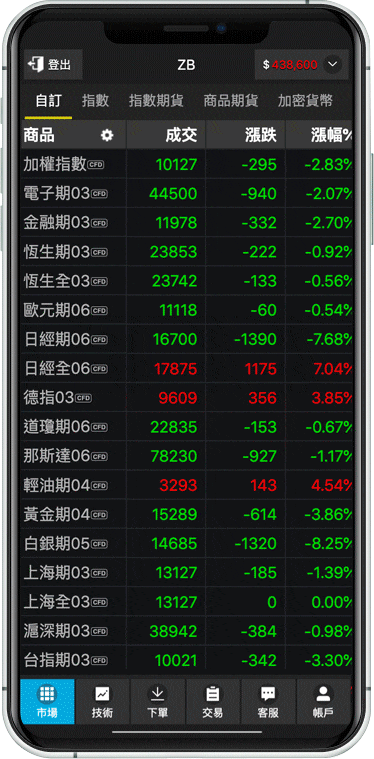 登出 ZB $438,600
自訂 指數 指數期貨 商品期貨 加密貨幣
商品 成交 漲跌 漲幅%
加權指數 CFD 10127 -295 -2.83%
電子期03 CFD 44500 -940 -2.07%
金融期03 CFD 11978 -332 -2.70%
恆生期03 CFD 23853 -222 -0.92%
恆生全03 CFD 23742 -133 -0.56%
歐元期06 CFD 11118 -60 -0.54%
日經期06 CFD 16700 -1390 -7.68%
日經全06 CFD 17875 1175 7.04%
德指03 CFD 9609 356 3.85%
道瓊期06 CFD 22835 -153 -0.67%
那斯達06 CFD 78230 -927 -1.17%
輕油期04 CFD 3293 143 4.54%
黃金期04 CFD 15289 -614 -3.86%
白銀期05 CFD 14685 -1320 -8.25%
上海期03 CFD 13127 -185 -1.39%
上海全03 CFD 13127 0 0.00%
滬深期03 CFD 38942 -384 -0.98%
台指期03 CFD 10021 -342 -3.30%
市場 技術 下單 交易 客服 帳戶